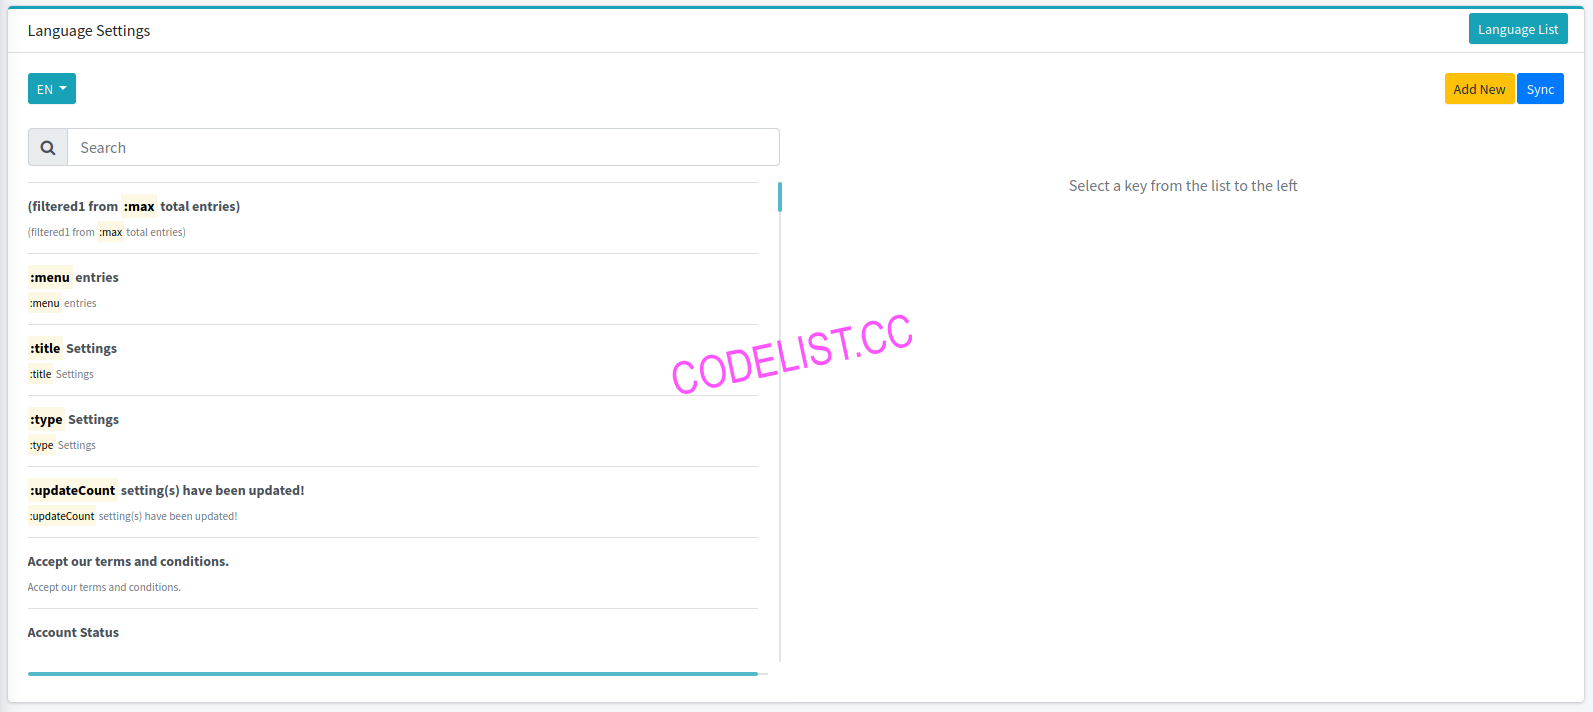 Language Settings
Language List
EN
Add New
Sync
Search
Select a key from the list to the left
(filtered1 from :max total entries)
(filtered1 from :max total entries)
:menu entries
:menu entries
:title Settings
:title Settings
:type Settings
:type Settings
:updateCount setting(s) have been updated!
:updateCount setting(s) have been updated!
Accept our terms and conditions.
Accept our terms and conditions.
Account Status
CODELIST.CC